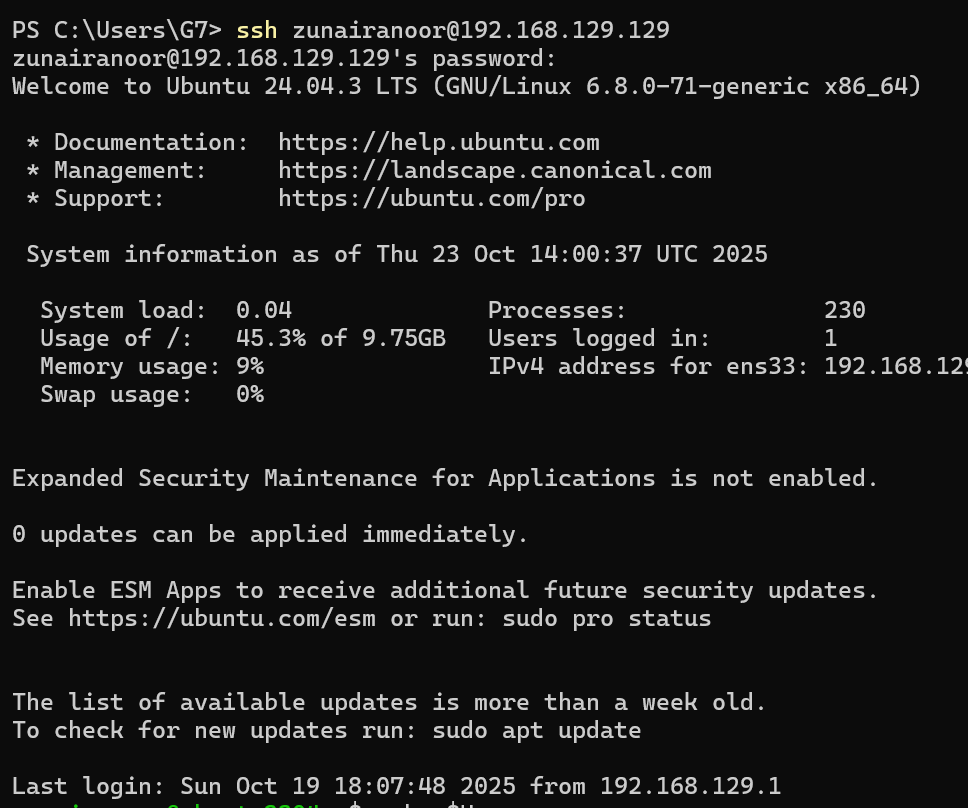 PS C:\Users\G7> ssh zunairanoor@192.168.129.129
zunairanoor@192.168.129.129's password:
Welcome to Ubuntu 24.04.3 LTS (GNU/Linux 6.8.0-71-generic x86_64)
* Documentation:  https://help.ubuntu.com
* Management:     https://landscape.canonical.com
* Support:        https://ubuntu.com/pro
System information as of Thu 23 Oct 14:00:37 UTC 2025
System load:  0.04              Processes:              230
Usage of /:   45.3% of 9.75GB   Users logged in:        1
Memory usage: 9%                IPv4 address for ens33: 192.168.129
Swap usage:   0%
Expanded Security Maintenance for Applications is not enabled.
0 updates can be applied immediately.
Enable ESM Apps to receive additional future security updates.
See https://ubuntu.com/esm or run: sudo pro status
The list of available updates is more than a week old.
To check for new updates run: sudo apt update
Last login: Sun Oct 19 18:07:48 2025 from 192.168.129.1